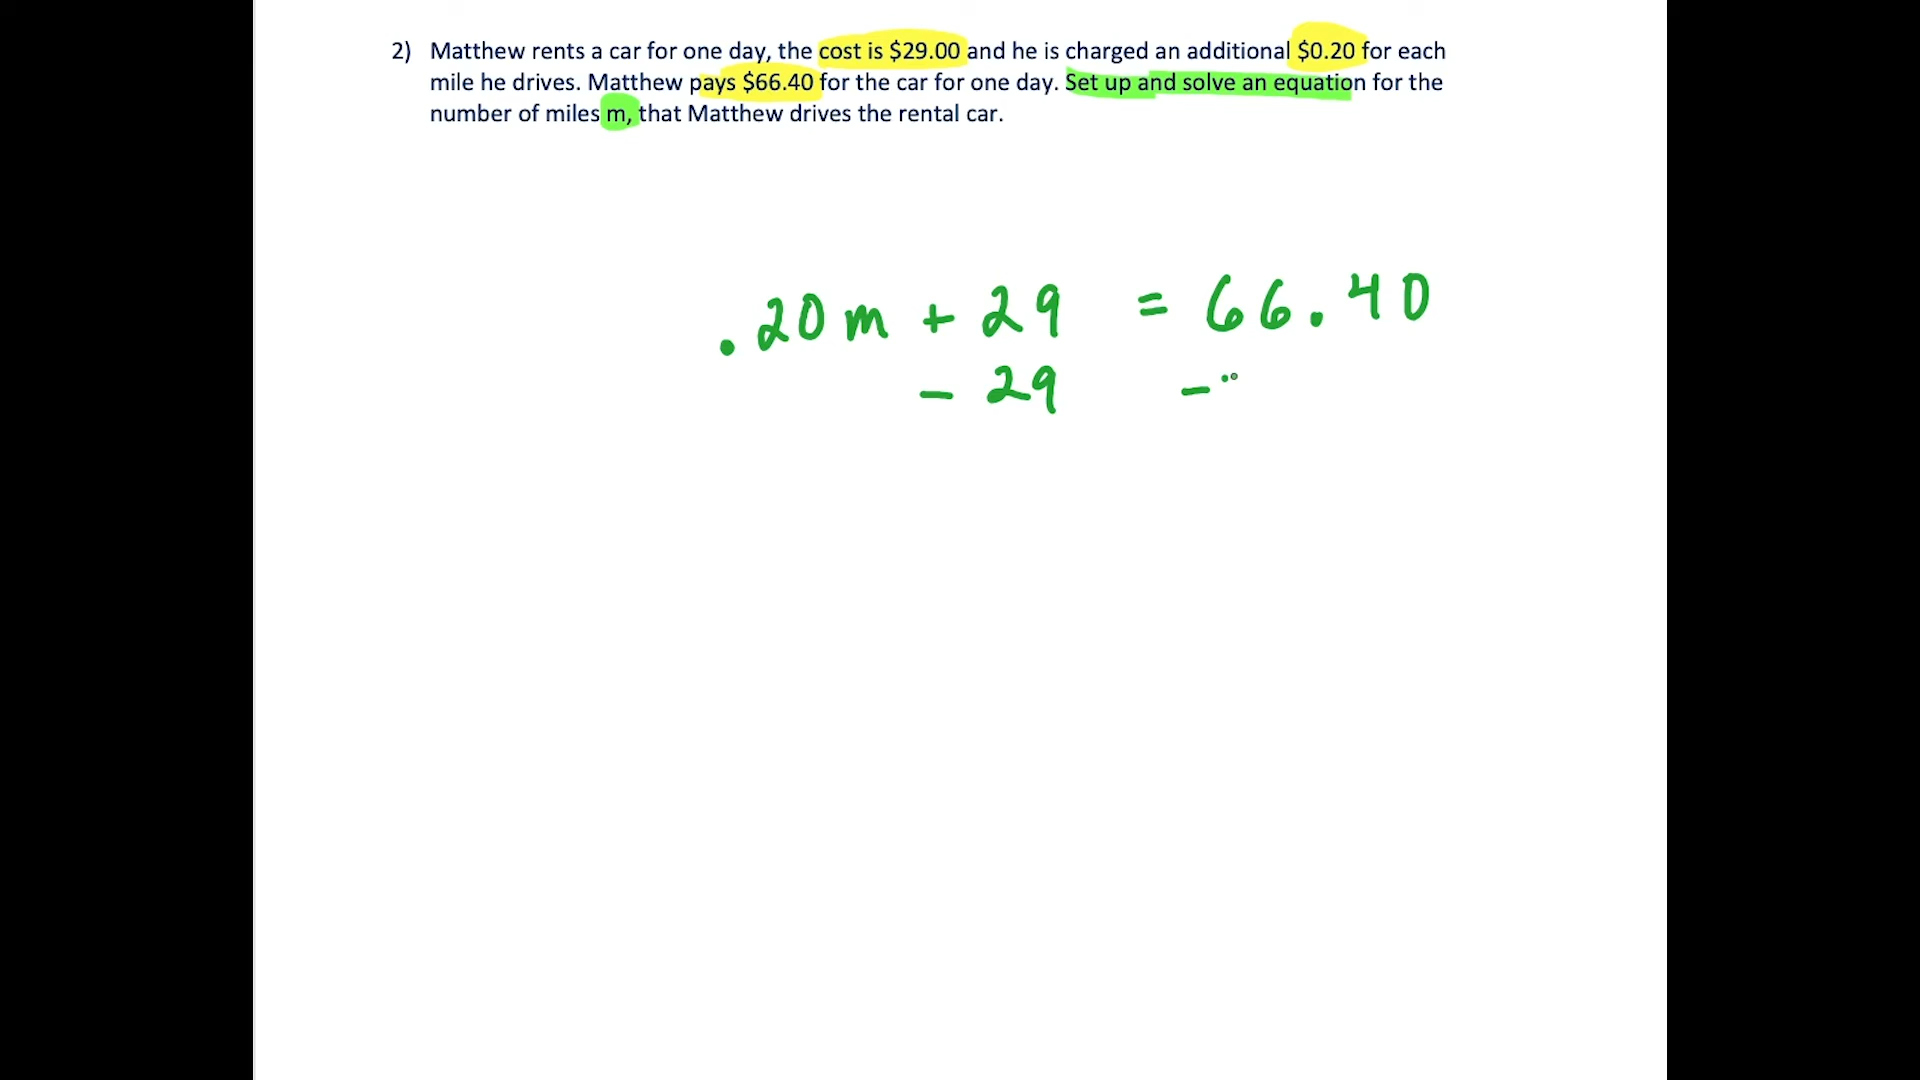 2) Matthew rents a car for one day, the cost is $29.00 and he is charged an additional $0.20 for each
mile he drives. Matthew pays $66.40 for the car for one day. Set up and solve an equation for the
number of miles m, that Matthew drives the rental car.
.20m + 29 = 66.40
- 29 -